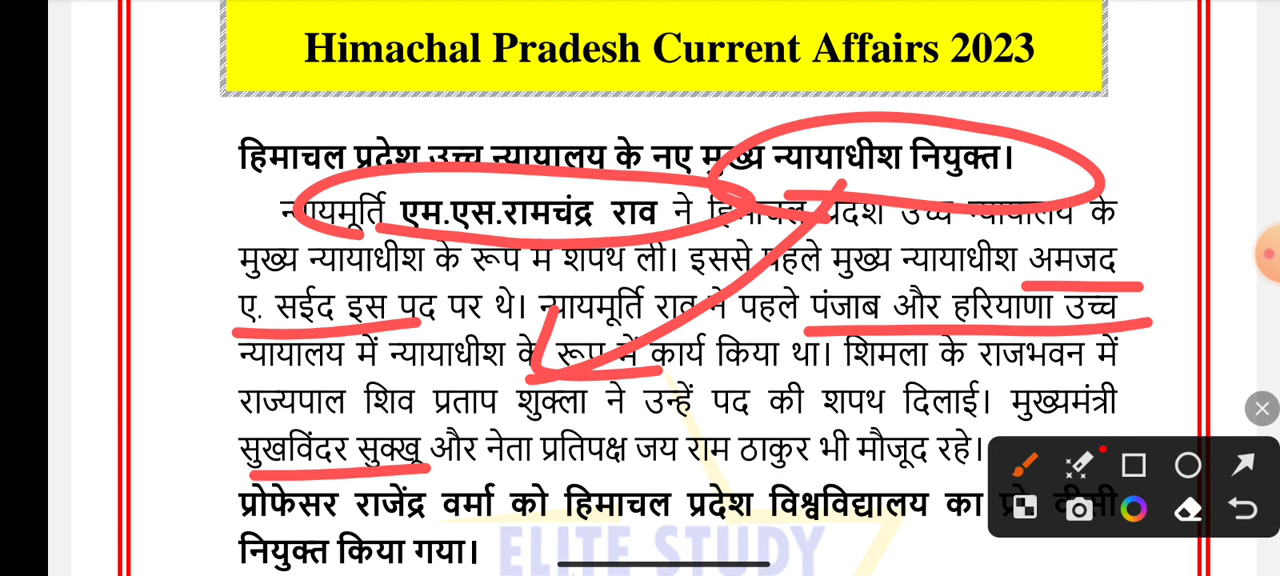 Himachal Pradesh Current Affairs 2023
हिमाचल प्रदेश उच्च न्यायालय के नए मुख्य न्यायाधीश नियुक्त।
न्यायमूर्ति एम.एस.रामचंद्र राव ने हिमाचल प्रदेश उच्च न्यायालय के
मुख्य न्यायाधीश के रूप में शपथ ली। इससे पहले मुख्य न्यायाधीश अमजद
ए. सईद इस पद पर थे। न्यायमूर्ति राव ने पहले पंजाब और हरियाणा उच्च
न्यायालय में न्यायाधीश के रूप में कार्य किया था। शिमला के राजभवन में
राज्यपाल शिव प्रताप शुक्ला ने उन्हें पद की शपथ दिलाई। मुख्यमंत्री
सुखविंदर सुक्खू और नेता प्रतिपक्ष जय राम ठाकुर भी मौजूद रहे।
प्रोफेसर राजेंद्र वर्मा को हिमाचल प्रदेश विश्वविद्यालय का प्रो वीसी
नियुक्त किया गया।
ELITE STUDY